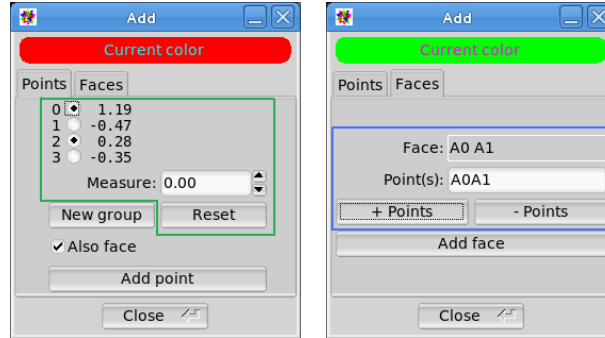 Add
Current color
Points Faces
0 1.19
1 -0.47
2 0.28
3 -0.35
Measure: 0.00
New group Reset
Also face
Add point
Close
Add
Current color
Points Faces
Face: A0 A1
Point(s): A0A1
+ Points - Points
Add face
Close